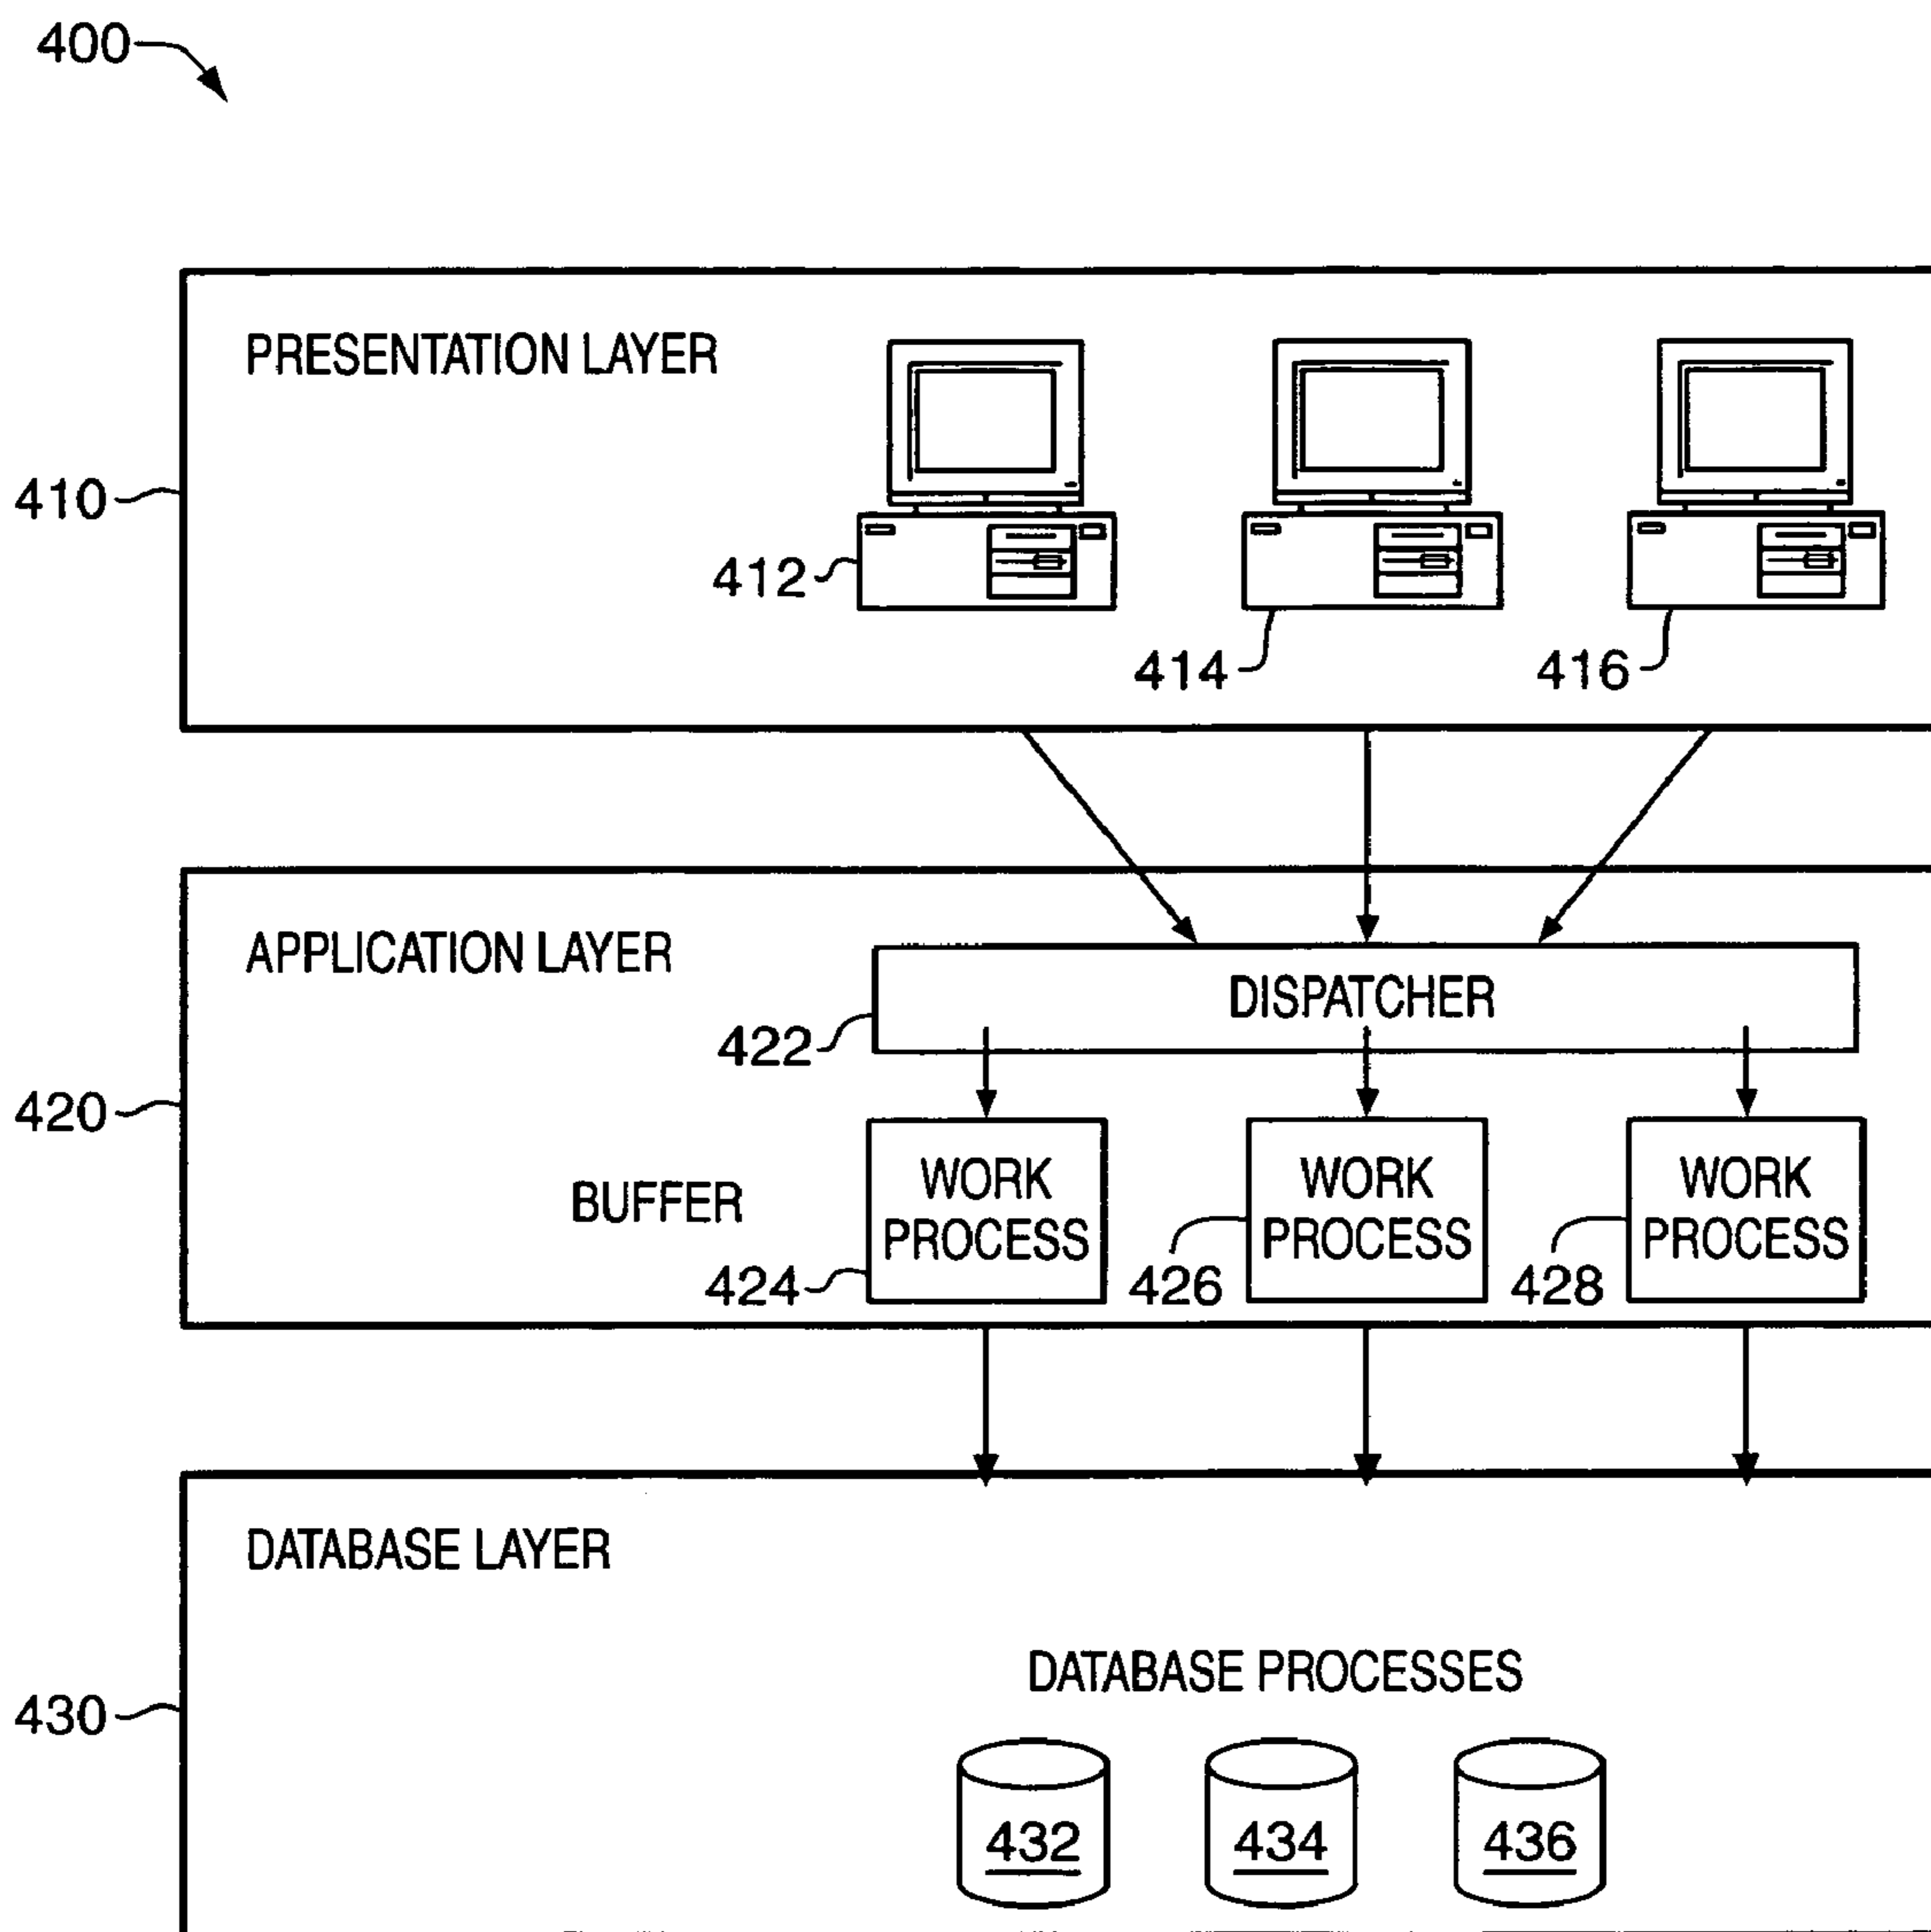 400
PRESENTATION LAYER
410
412
414
416
APPLICATION LAYER
DISPATCHER
422
420
BUFFER
WORK
PROCESS
WORK
PROCESS
WORK
PROCESS
424
426
428
DATABASE LAYER
DATABASE PROCESSES
430
432
434
436